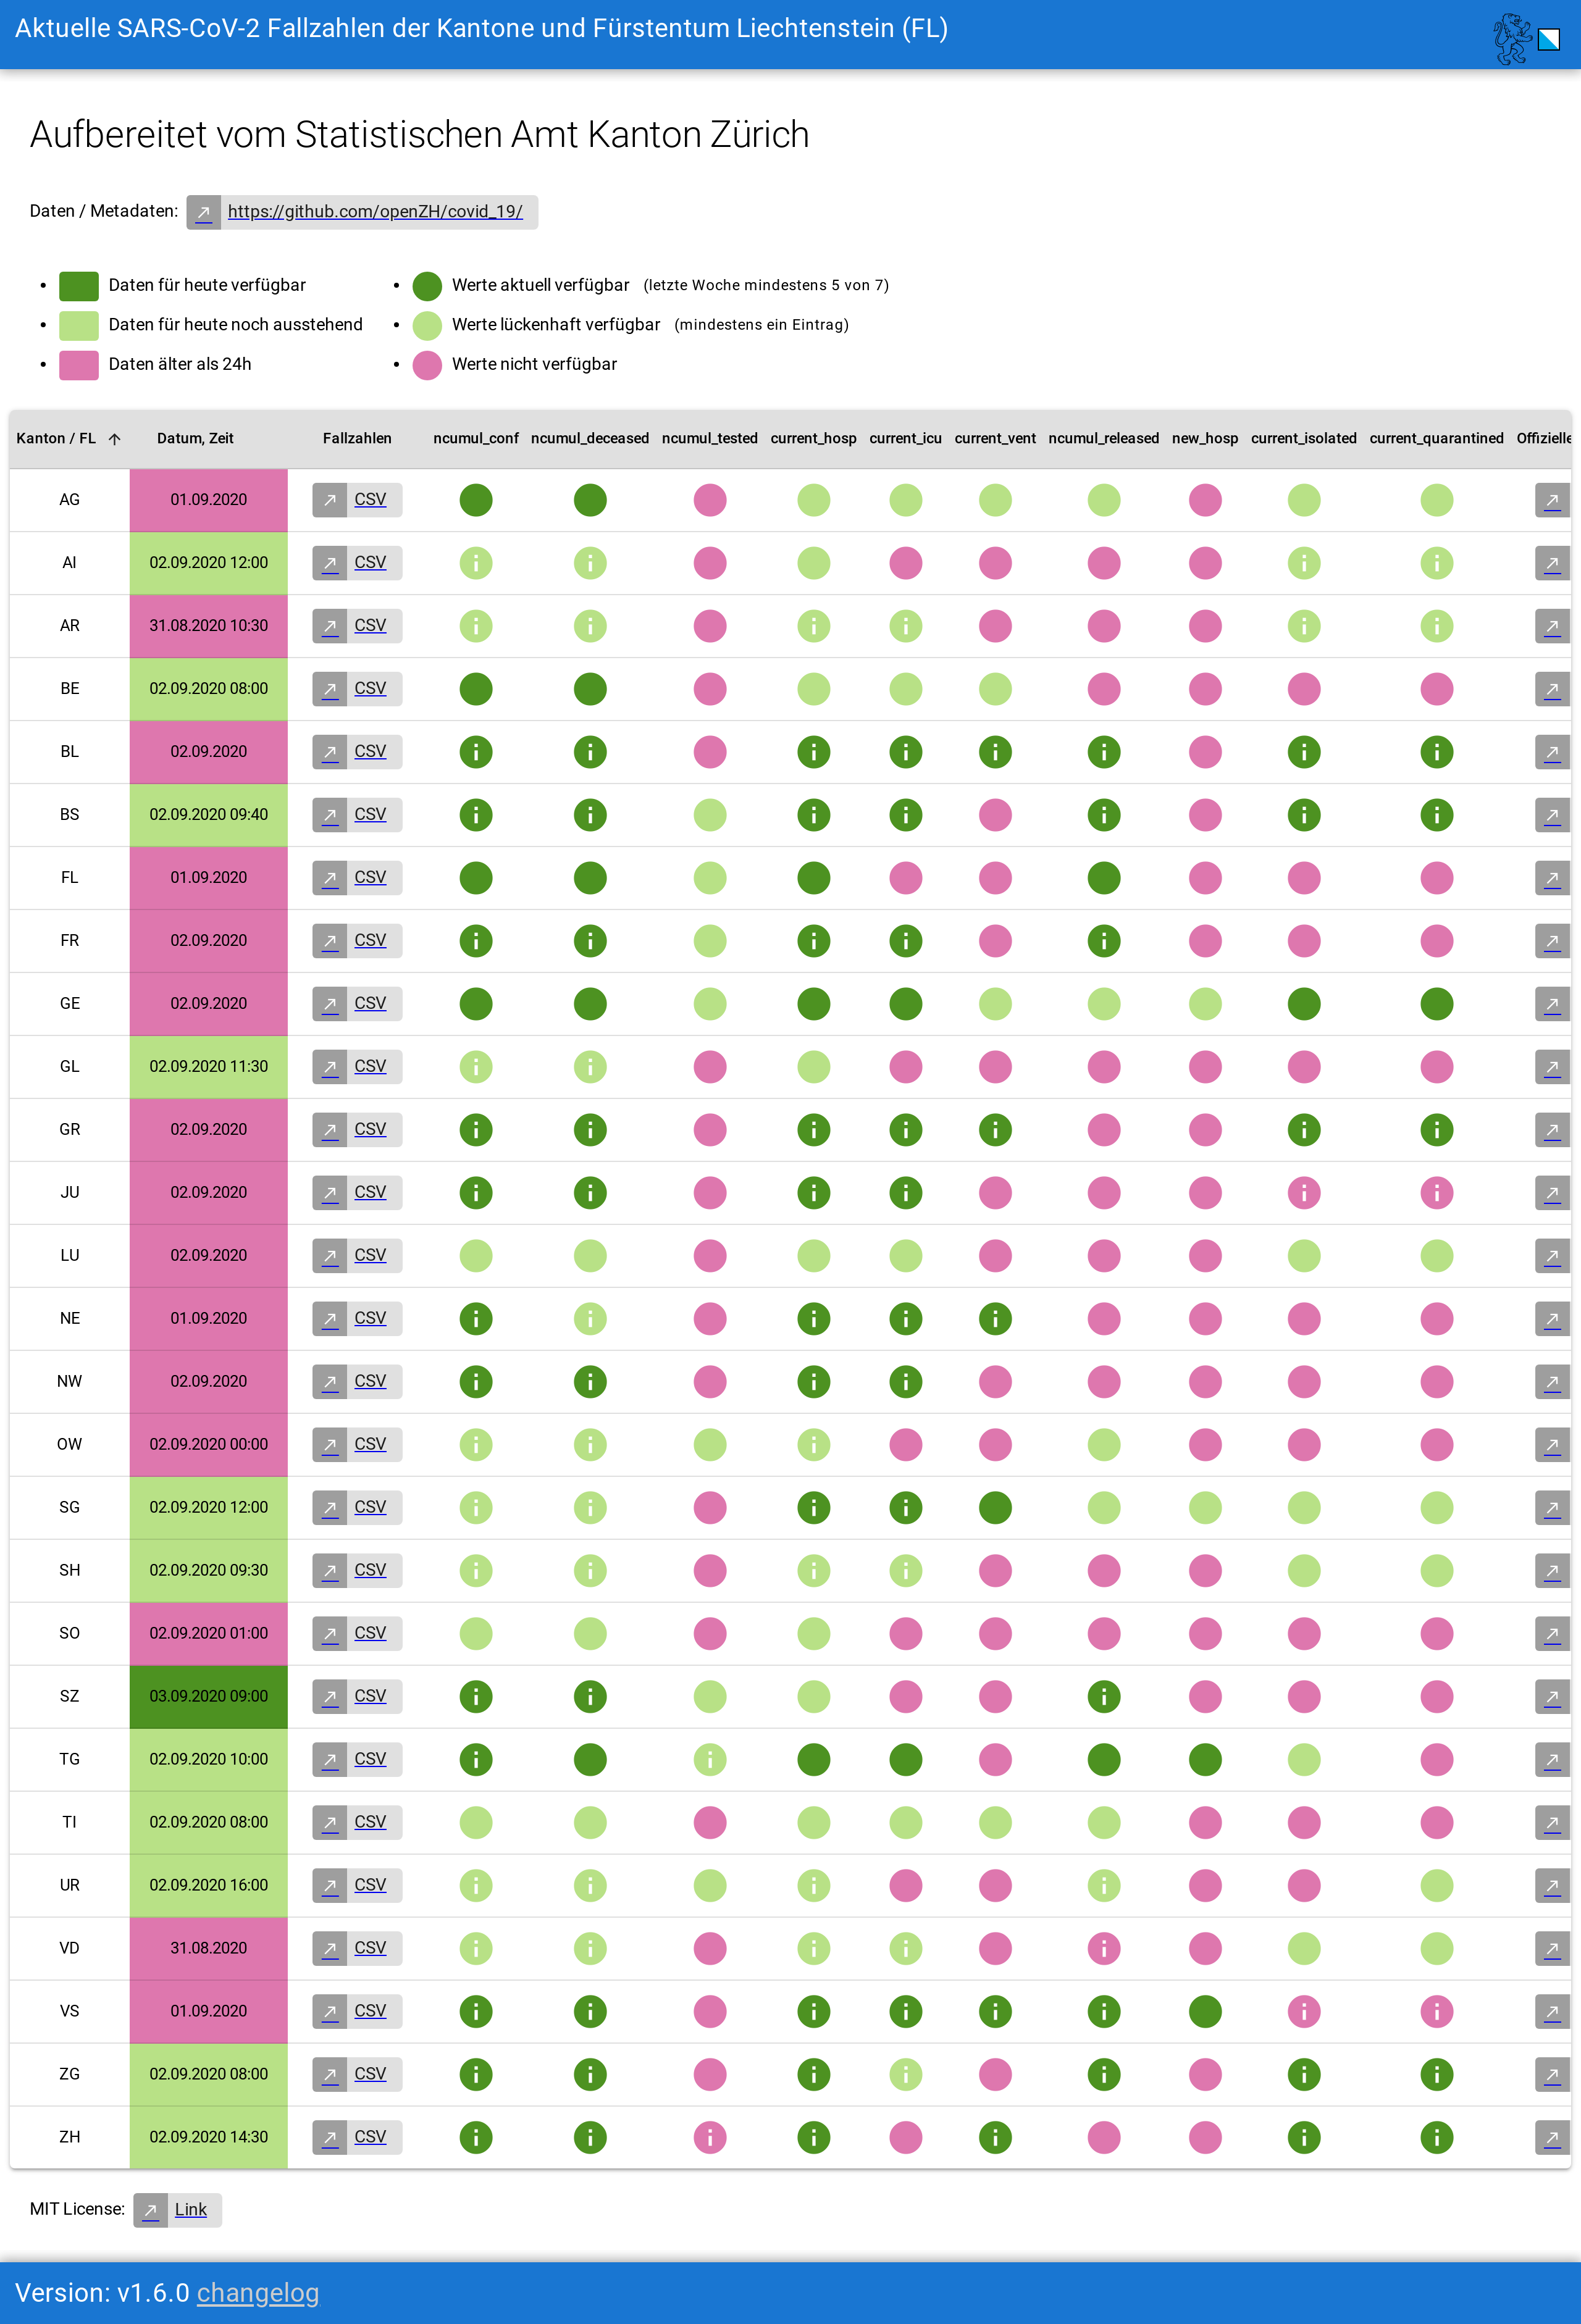 Aktuelle SARS-CoV-2 Fallzahlen der Kantone und Fürstentum Liechtenstein (FL)
Aufbereitet vom Statistischen Amt Kanton Zürich
Daten / Metadaten: https://github.com/openZH/covid_19/
Daten für heute verfügbar
Daten für heute noch ausstehend
Daten älter als 24h
Werte aktuell verfügbar (letzte Woche mindestens 5 von 7)
Werte lückenhaft verfügbar (mindestens ein Eintrag)
Werte nicht verfügbar
Kanton / FL Datum, Zeit Fallzahlen ncumul_conf ncumul_deceased ncumul_tested current_hosp current_icu current_vent ncumul_released new_hosp current_isolated current_quarantined Offizielle
AG 01.09.2020 CSV
AI 02.09.2020 12:00 CSV
AR 31.08.2020 10:30 CSV
BE 02.09.2020 08:00 CSV
BL 02.09.2020 CSV
BS 02.09.2020 09:40 CSV
FL 01.09.2020 CSV
FR 02.09.2020 CSV
GE 02.09.2020 CSV
GL 02.09.2020 11:30 CSV
GR 02.09.2020 CSV
JU 02.09.2020 CSV
LU 02.09.2020 CSV
NE 01.09.2020 CSV
NW 02.09.2020 CSV
OW 02.09.2020 00:00 CSV
SG 02.09.2020 12:00 CSV
SH 02.09.2020 09:30 CSV
SO 02.09.2020 01:00 CSV
SZ 03.09.2020 09:00 CSV
TG 02.09.2020 10:00 CSV
TI 02.09.2020 08:00 CSV
UR 02.09.2020 16:00 CSV
VD 31.08.2020 CSV
VS 01.09.2020 CSV
ZG 02.09.2020 08:00 CSV
ZH 02.09.2020 14:30 CSV
MIT License: Link
Version: v1.6.0 changelog